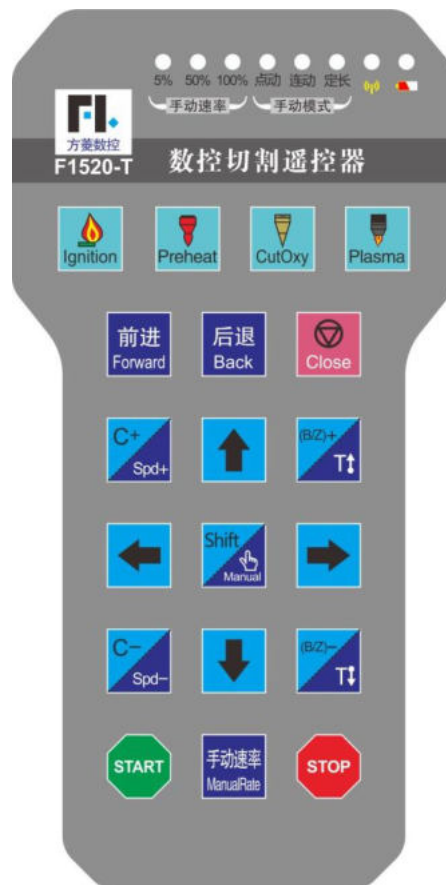 5% 50% 100% 点动 连动 定长
手动速率 手动模式
方菱数控
F1520-T 数控切割遥控器
Ignition Preheat CutOxy Plasma
前进 后退
Forward Back Close
C+ (B/Z)+
Spd+ T
Shift
Manual
C- (B/Z)-
Spd- T
START 手动速率 STOP
ManualRate